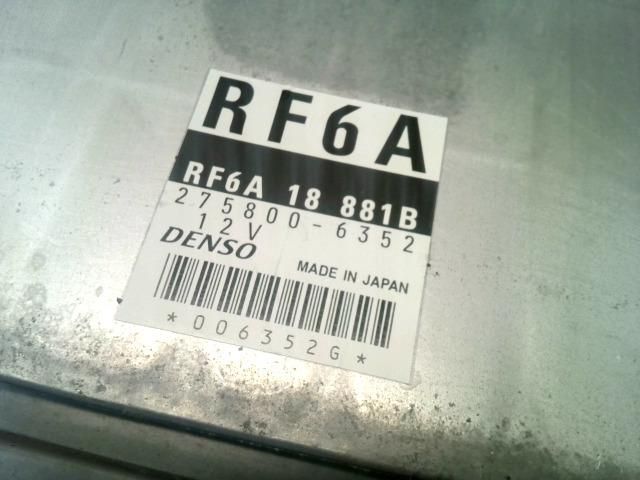 RF6A
RF6A 18 881B
275800-6352
12V
DENSO
MADE IN JAPAN
*006352G*